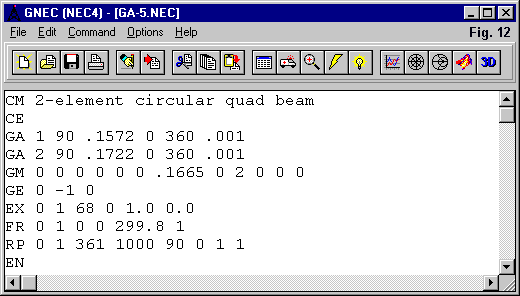 GNEC (NEC4) - [GA-5.NEC]
File Edit Command Options Help Fig. 12
3D
CM 2-element circular quad beam
CE
GA 1 90 .1572 0 360 .001
GA 2 90 .1722 0 360 .001
GM 0 0 0 0 0 0 .1665 0 2 0 0 0
GE 0 -1 0
EX 0 1 68 0 1.0 0.0
FR 0 1 0 0 299.8 1
RP 0 1 361 1000 90 0 1 1
EN